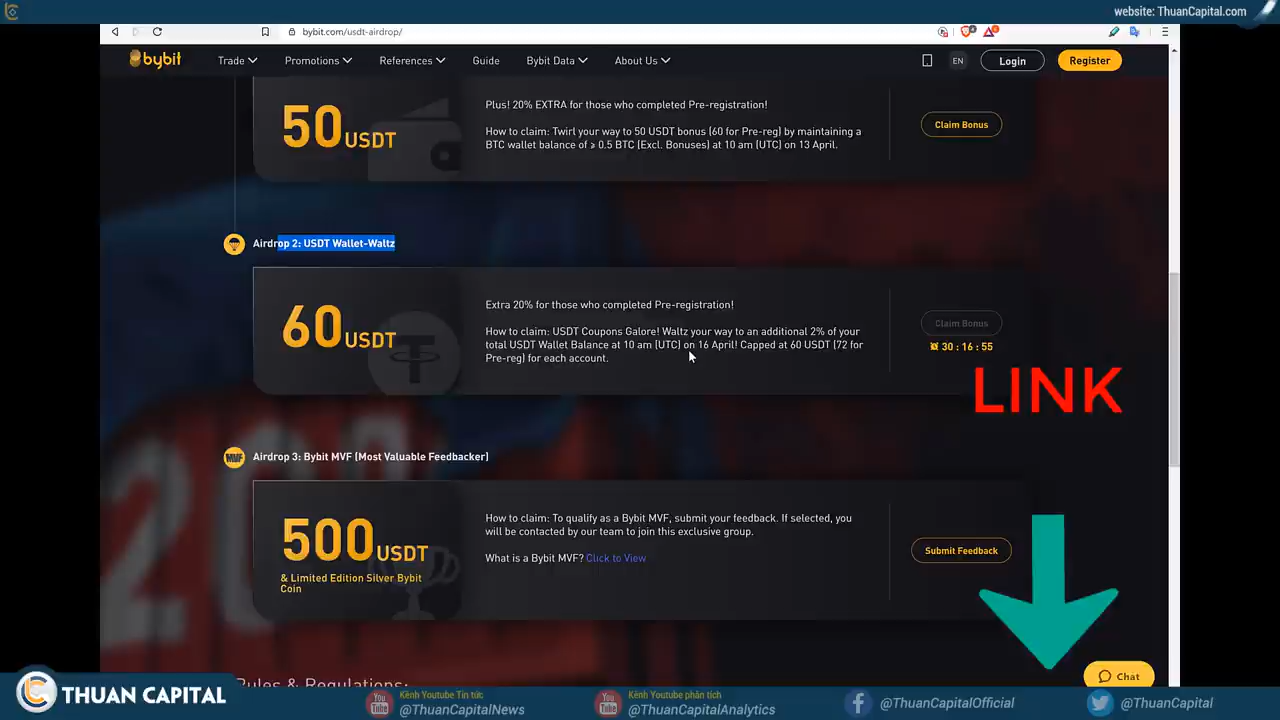 website: ThuanCapital.com
bybit.com/usdt-airdrop/
bybit
Trade
Promotions
References
Guide
Bybit Data
About Us
EN
Login
Register
50 USDT
Plus! 20% EXTRA for those who completed Pre-registration!
How to claim: Twirl your way to 50 USDT bonus (60 for Pre-reg) by maintaining a
BTC wallet balance of ≥ 0.5 BTC (Excl. Bonuses) at 10 am (UTC) on 13 April.
Claim Bonus
Airdrop 2: USDT Wallet-Waltz
60 USDT
Extra 20% for those who completed Pre-registration!
How to claim: USDT Coupons Galore! Waltz your way to an additional 2% of your
total USDT Wallet Balance at 10 am (UTC) on 16 April! Capped at 60 USDT (72 for
Pre-reg) for each account.
Claim Bonus
30 : 16 : 55
LINK
MVF
Airdrop 3: Bybit MVF (Most Valuable Feedbacker)
500 USDT
& Limited Edition Silver Bybit
Coin
How to claim: To qualify as a Bybit MVF, submit your feedback. If selected, you
will be contacted by our team to join this exclusive group.
What is a Bybit MVF? Click to View
Submit Feedback
Rules & Regulations:
Chat
THUAN CAPITAL
Kênh Youtube Tin tức
@ThuanCapitalNews
Kênh Youtube phân tích
@ThuanCapitalAnalytics
@ThuanCapitalOfficial
@ThuanCapital